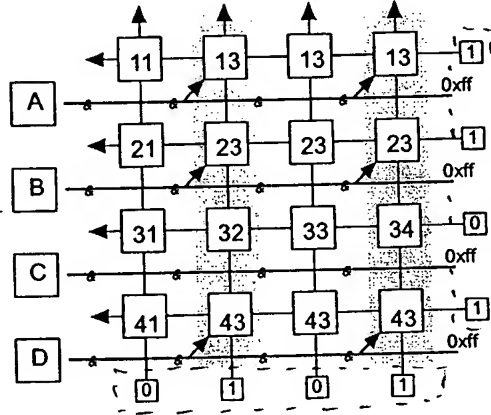 11 13 13 13 1
A & & & & 0xff
21 23 23 23 1
B & & & & 0xff
31 32 33 34 0
C & & & & 0xff
41 43 43 43 1
D & & & & 0xff
0 1 0 1